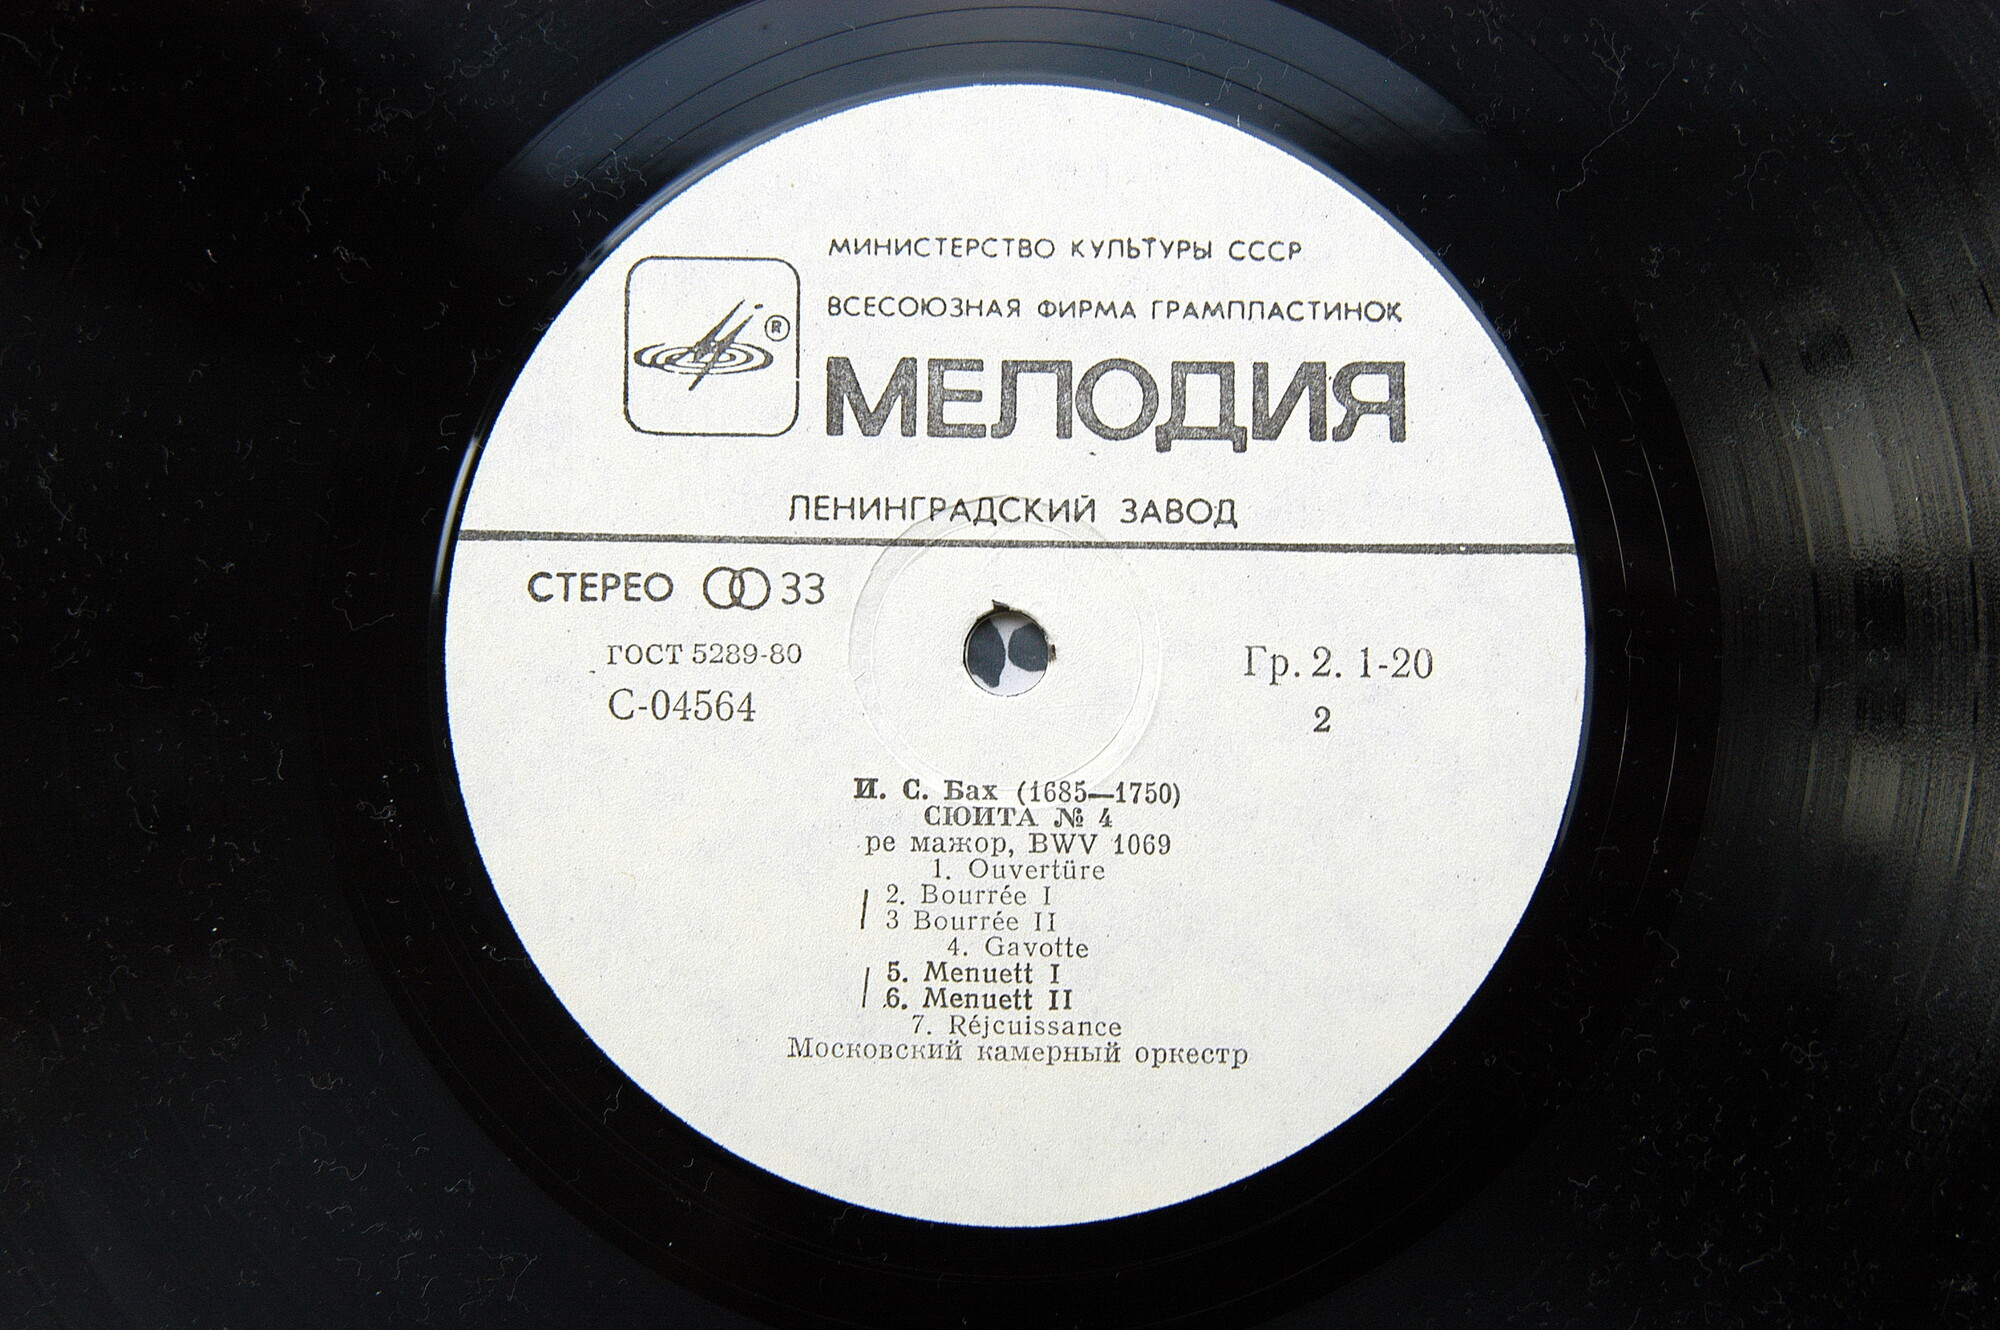 МИНИСТЕРСТВО КУЛЬТУРЫ СССР
ВСЕСОЮЗНАЯ ФИРМА ГРАМПЛАСТИНОК
®
МЕЛОДИЯ
ЛЕНИНГРАДСКИЙ ЗАВОД
СТЕРЕО 33
ГОСТ 5289-80
С-04564
Гр. 2. 1-20
2
И. С. Бах (1685—1750)
СЮИТА № 4
ре мажор, BWV 1069
1. Ouvertüre
2. Bourrée I
3 Bourrée II
4. Gavotte
5. Menuett I
6. Menuett II
7. Réjcuissance
Московский камерный оркестр